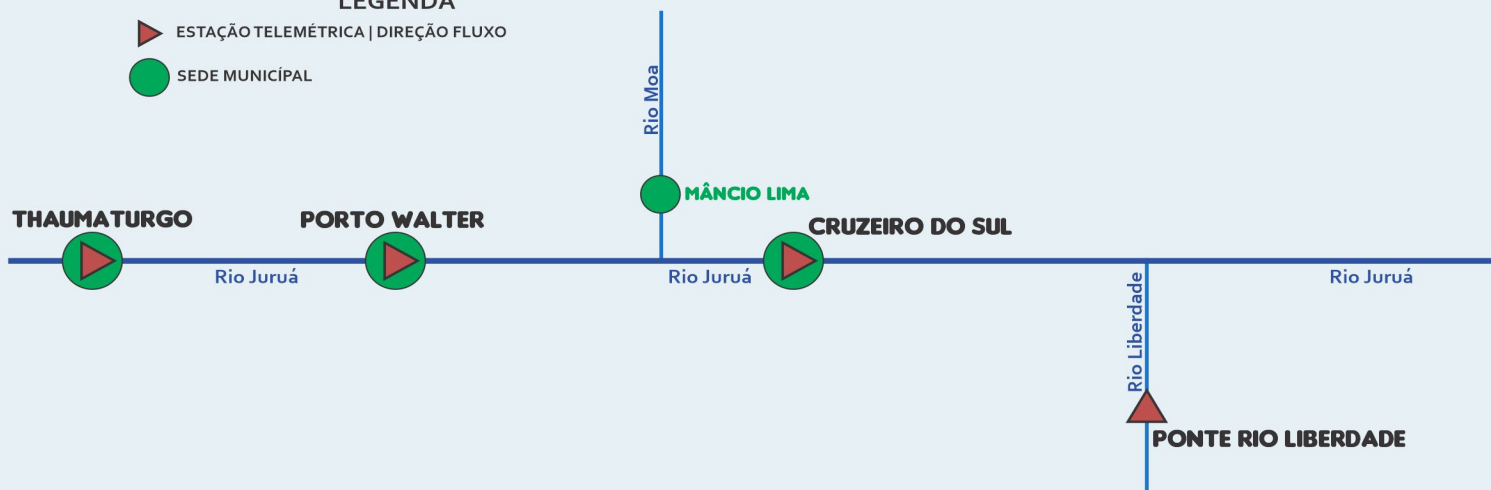 LEGENDA
ESTAÇÃO TELEMÉTRICA | DIREÇÃO FLUXO
SEDE MUNICÍPAL
Rio Moa
MÂNCIO LIMA
THAUMATURGO
PORTO WALTER
CRUZEIRO DO SUL
Rio Juruá
Rio Juruá
Rio Juruá
Rio Liberdade
PONTE RIO LIBERDADE